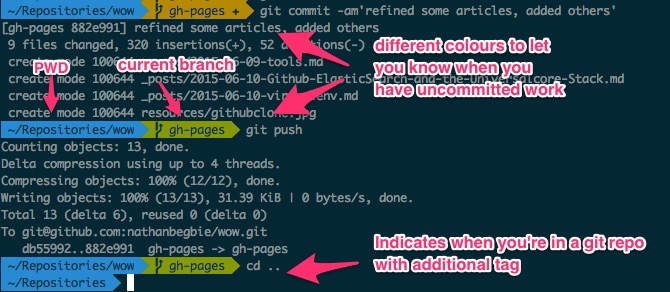 ~/Repositories/wow gh-pages + git commit -am'refined some articles, added others'
[gh-pages 882e991] refined some articles, added others
9 files changed, 320 insertions(+), 52 (-)
different colours to let
you know when you
have uncommitted work
create mode 100644 -06-09-tools.md
PWD
current branch
create mode 100644 _posts/2015-06-10-Github-ElasticSearch-and-the-Universalcore-Stack.md
create mode 100644 _posts/2015-06-10-vir env.md
create mode 100644 resources/githubclone.jpg
~/Repositories/wow gh-pages git push
Counting objects: 13, done.
Delta compression using up to 4 threads.
Compressing objects: 100% (12/12), done.
Writing objects: 100% (13/13), 31.39 KiB | 0 bytes/s, done.
Total 13 (delta 6), reused 0 (delta 0)
To git@github.com:nathanbegbie/wow.git
db55992..882e991 gh-pages -> gh-pages
Indicates when you're in a git repo
with additional tag
~/Repositories/wow gh-pages cd ..
~/Repositories